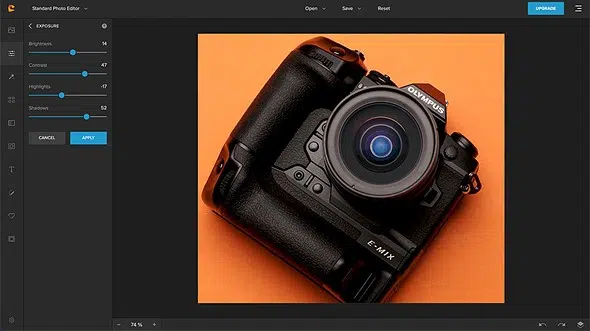 Standard Photo Editor
Open
Save
Reset
UPGRADE
EXPOSURE
Brightness 14
Contrast 47
Highlights -17
Shadows 52
CANCEL
APPLY
OLYMPUS
E-M1X
74 %